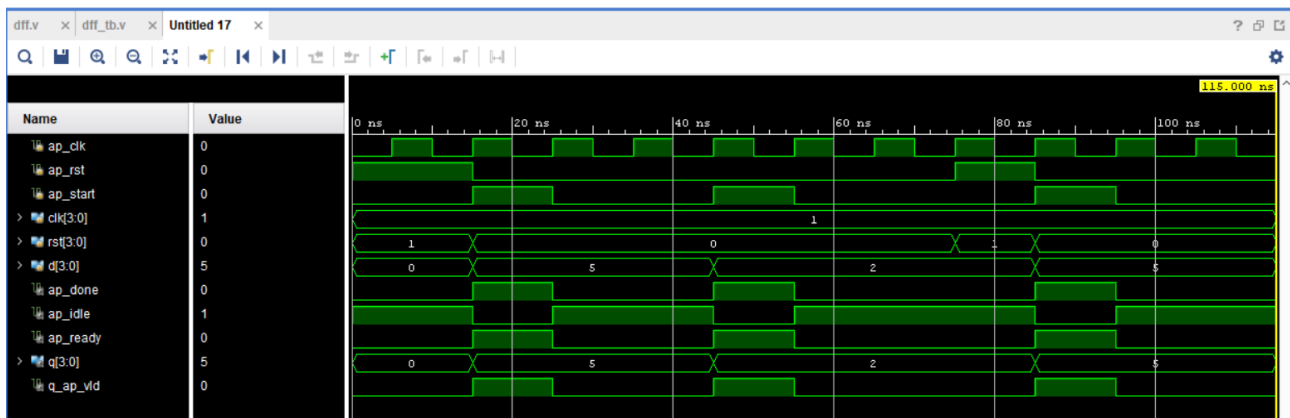 dff.v × dff_tb.v × Untitled 17 ×
?
115.000 ns
Name Value 0 ns 20 ns 40 ns 60 ns 80 ns 100 ns
ap_clk 0
ap_rst 0
ap_start 0
> clk[3:0] 1 1
> rst[3:0] 0 1 0 1 0
> d[3:0] 5 0 5 2 5
ap_done 0
ap_idle 1
ap_ready 0
> q[3:0] 5 0 5 2 5
q_ap_vld 0